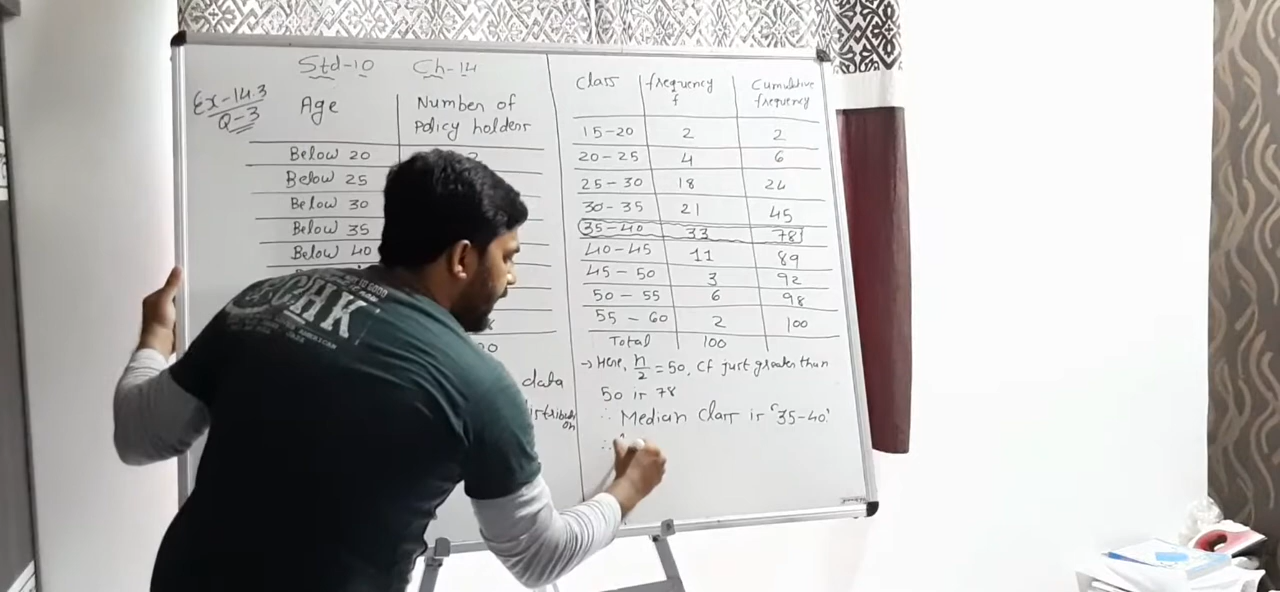 Std-10 Ch-14
Ex-14.3
Q-3
Age Number of
Policy holders
Below 20 2
Below 25
Below 30
Below 35
Below 40
data
distributi
on
Class frequency Cumulative
f frequency
15-20 2 2
20-25 4 6
25-30 18 24
30-35 21 45
35-40 33 78
40-45 11 89
45-50 3 92
50-55 6 98
55-60 2 100
Total 100
→ Here, n/2 = 50, Cf just greater than
50 is 78
∴ Median Class is '35-40'.
∴
CHK